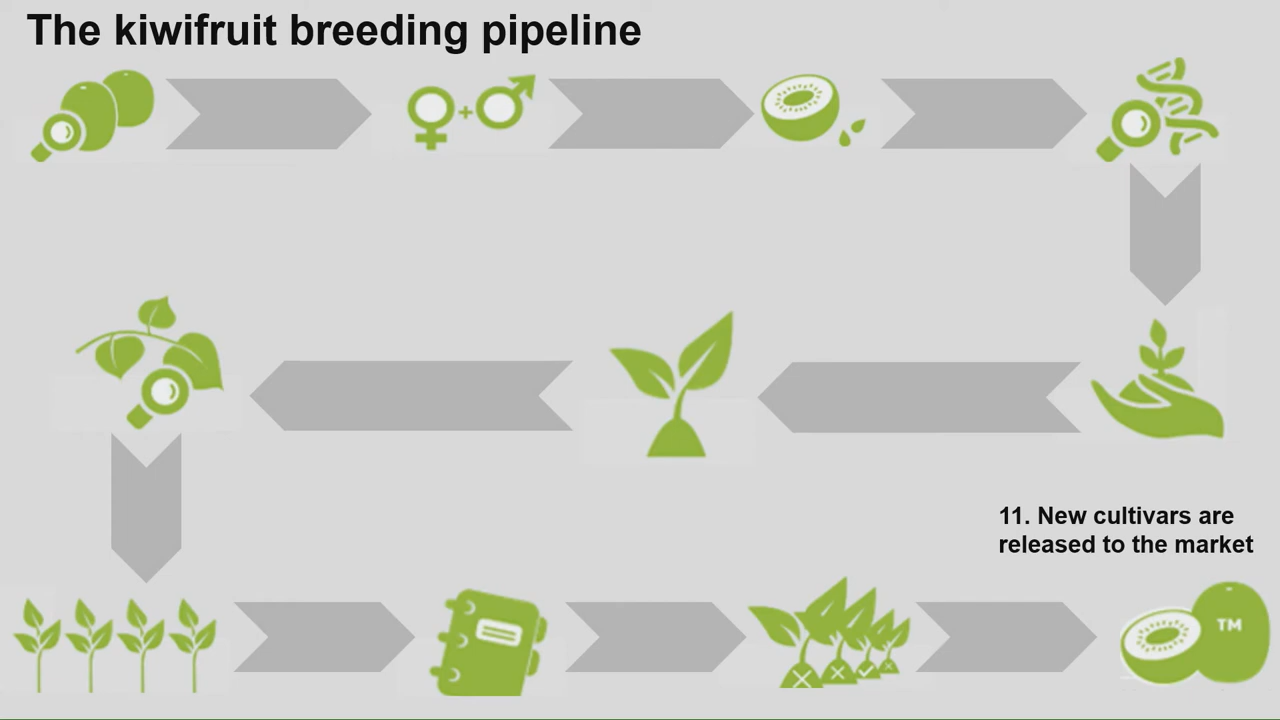 The kiwifruit breeding pipeline
11. New cultivars are
released to the market
TM